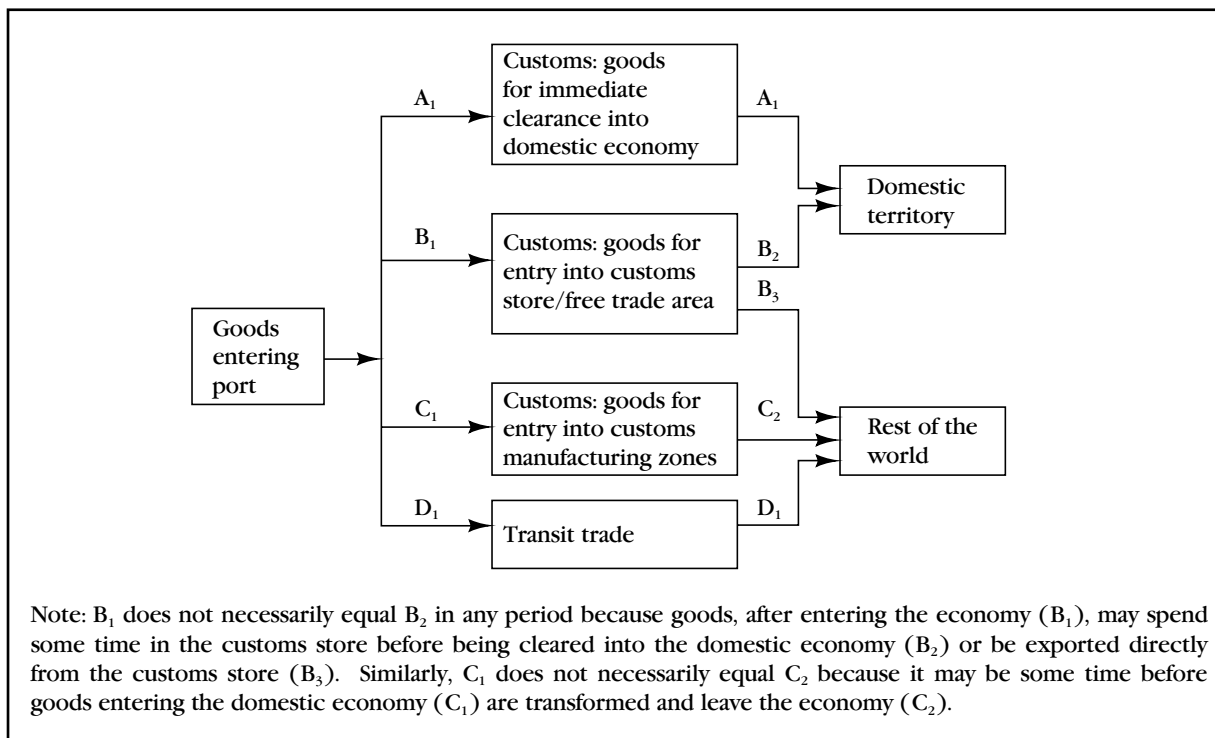 Customs: goods
for immediate
clearance into
domestic economy
A₁
A₁
Domestic
territory
B₁
Customs: goods for
entry into customs
store/free trade area
B₂
B₃
Goods
entering
port
C₁
Customs: goods for
entry into customs
manufacturing zones
C₂
Rest of the
world
D₁
Transit trade
D₁
Note: B₁ does not necessarily equal B₂ in any period because goods, after entering the economy (B₁), may spend
some time in the customs store before being cleared into the domestic economy (B₂) or be exported directly
from the customs store (B₃). Similarly, C₁ does not necessarily equal C₂ because it may be some time before
goods entering the domestic economy (C₁) are transformed and leave the economy (C₂).